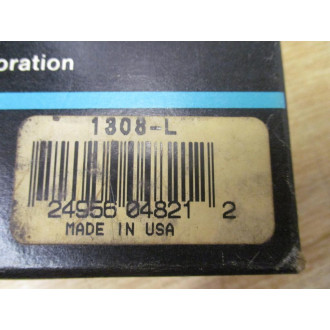 oration
1308-L
24956 04821 2
MADE IN USA